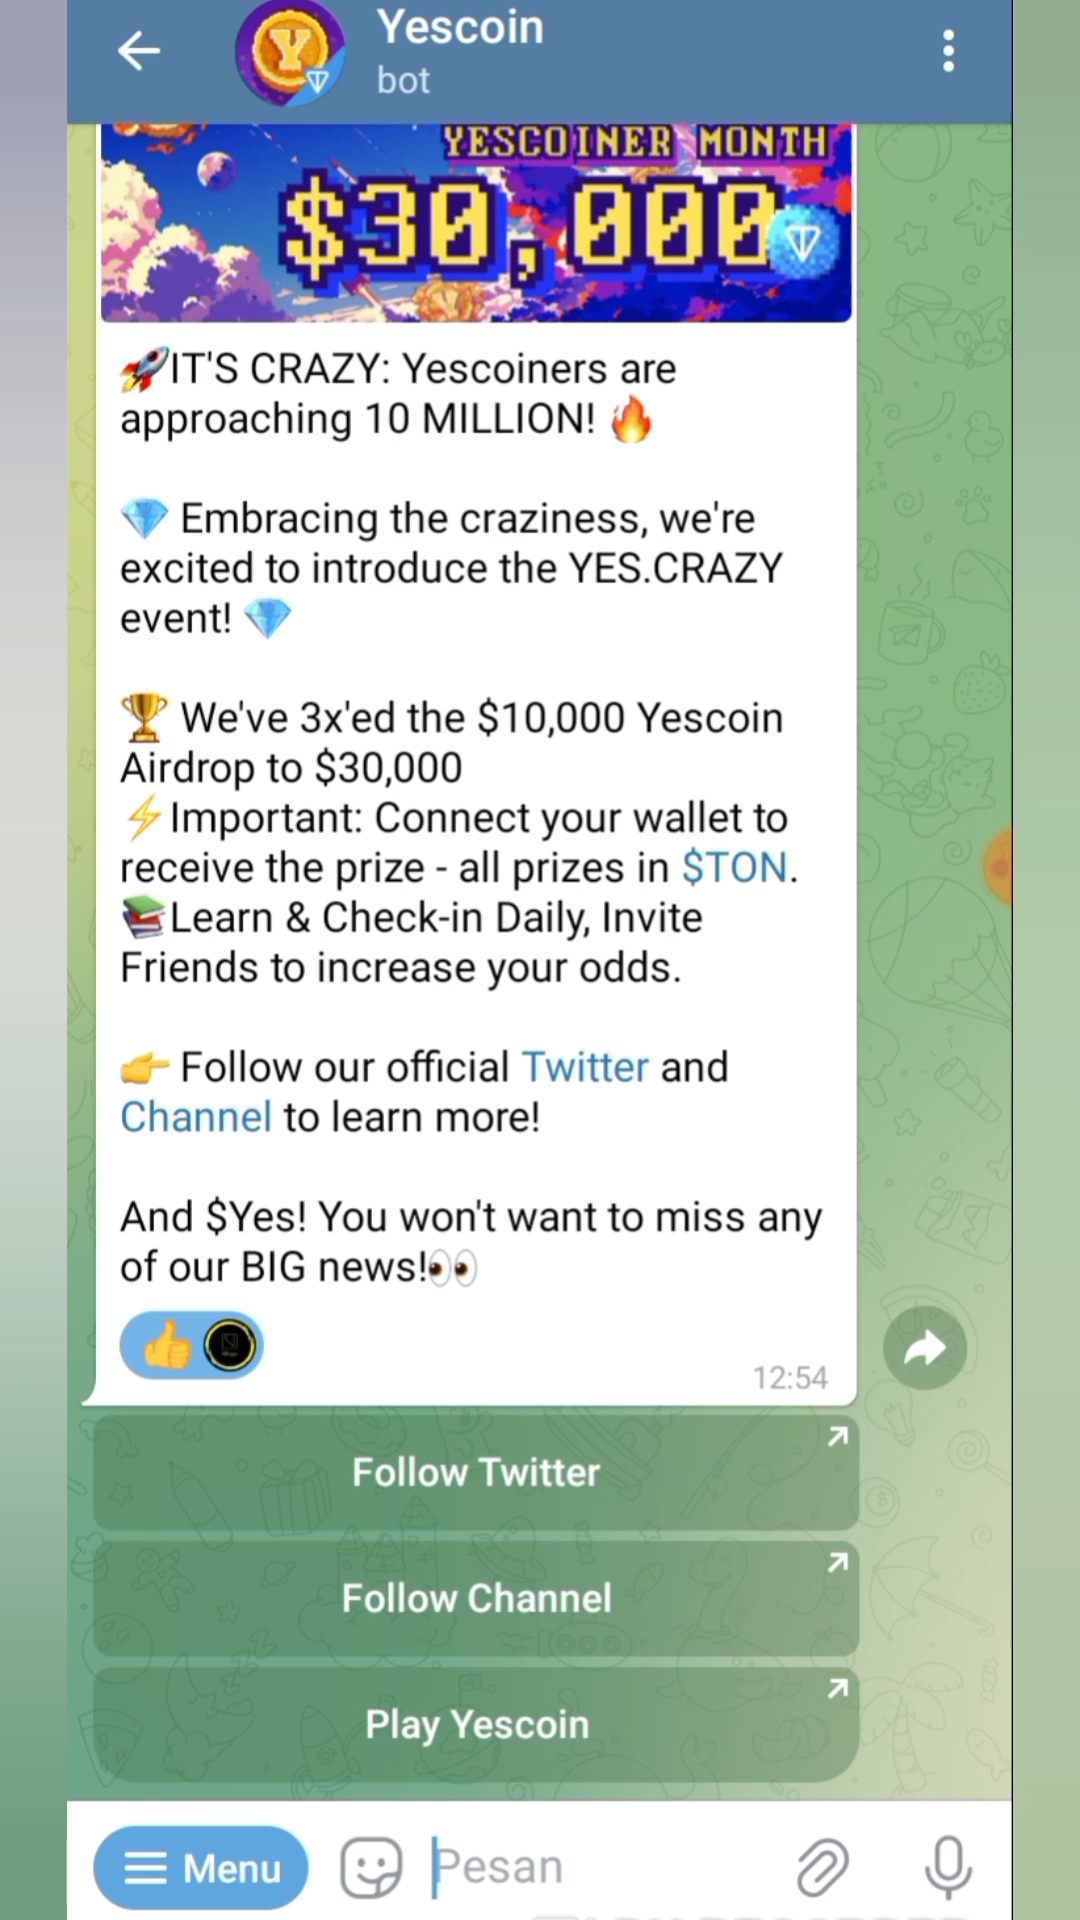 Yescoin
bot
YESCOINER MONTH
$30,000
🚀IT'S CRAZY: Yescoiners are
approaching 10 MILLION! 🔥
💎 Embracing the craziness, we're
excited to introduce the YES.CRAZY
event! 💎
🏆 We've 3x'ed the $10,000 Yescoin
Airdrop to $30,000
⚡Important: Connect your wallet to
receive the prize - all prizes in $TON.
📚Learn & Check-in Daily, Invite
Friends to increase your odds.
👉 Follow our official Twitter and
Channel to learn more!
And $Yes! You won't want to miss any
of our BIG news!👀
12:54
Follow Twitter
Follow Channel
Play Yescoin
Menu
Pesan